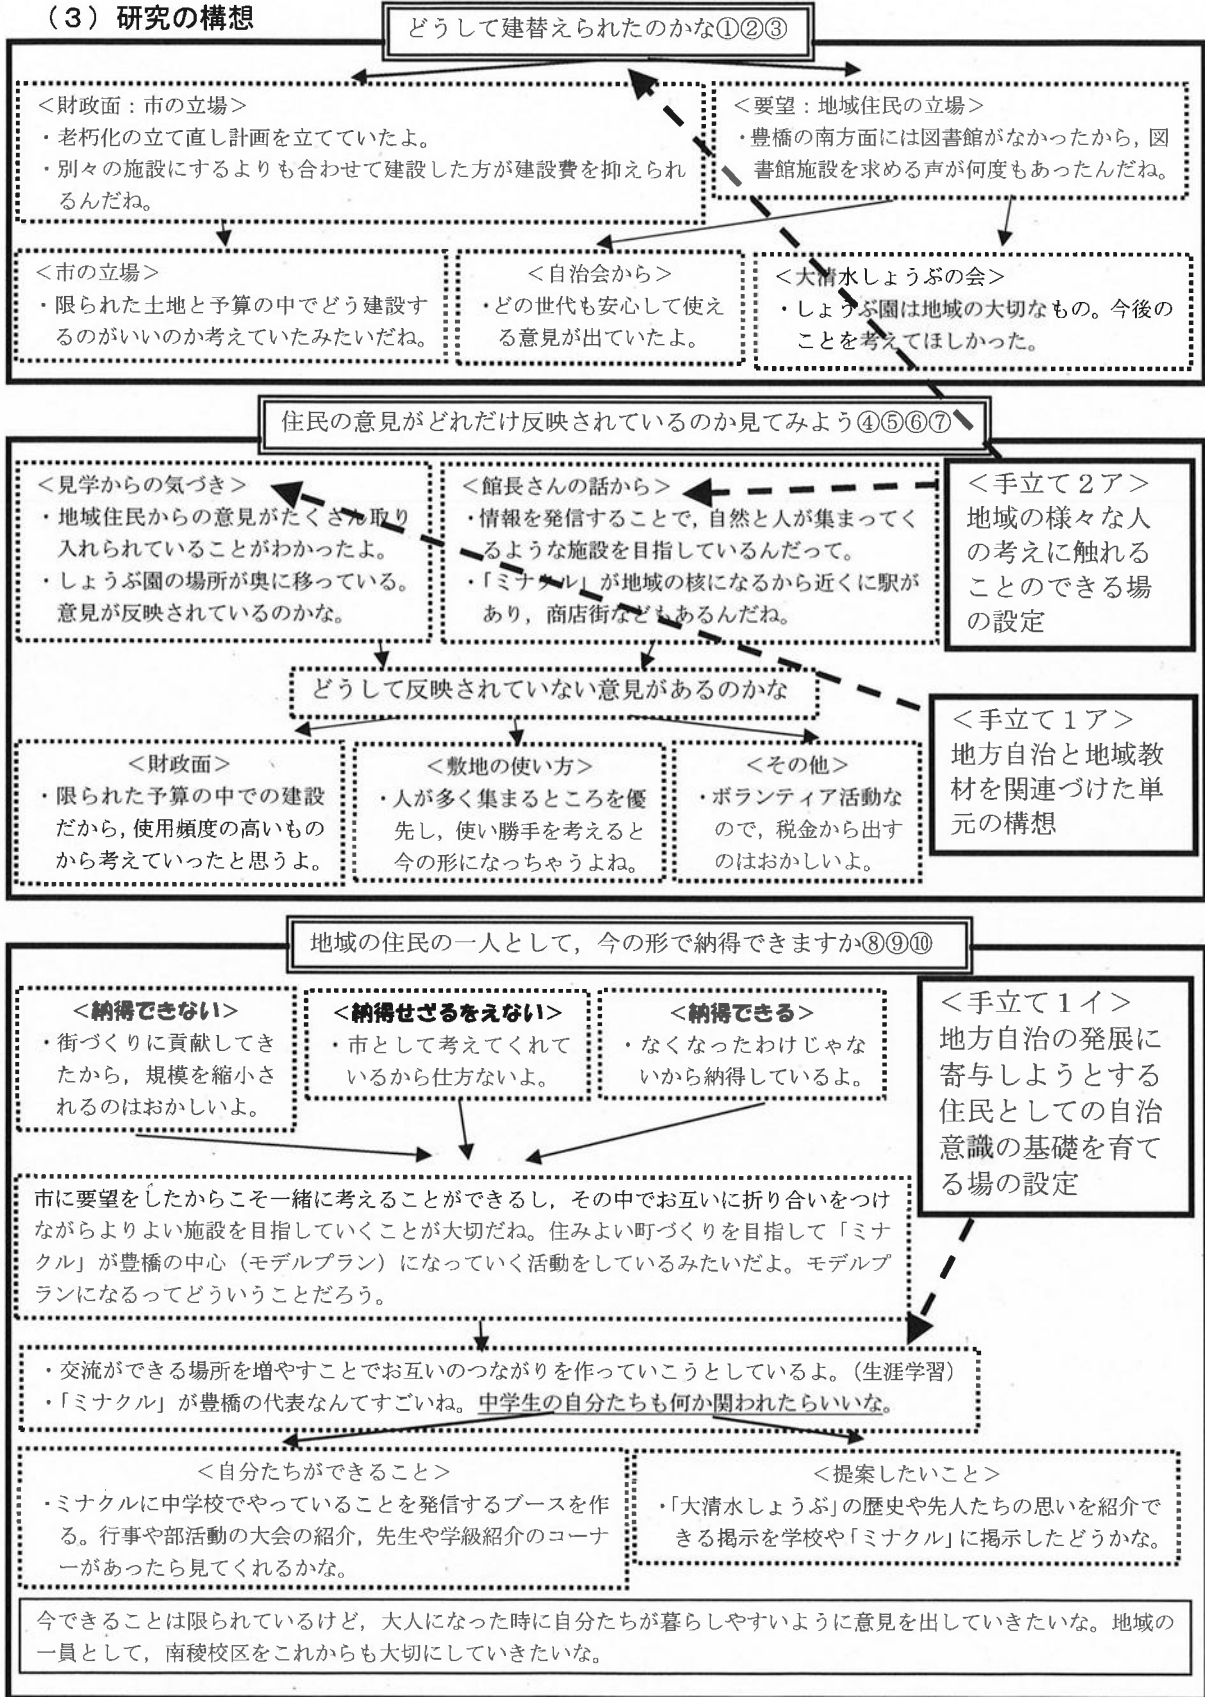 （３）研究の構想
どうして建替えられたのかな①②③
＜財政面：市の立場＞
・老朽化の立て直し計画を立てていたよ。
・別々の施設にするよりも合わせて建設した方が建設費を抑えられ
るんだね。
＜要望：地域住民の立場＞
・豊橋の南方面には図書館がなかったから，図
書館施設を求める声が何度もあったんだね。
＜市の立場＞
・限られた土地と予算の中でどう建設す
るのがいいのか考えていたみたいだね。
＜自治会から＞
・どの世代も安心して使え
る意見が出ていたよ。
＜大清水しょうぶの会＞
・しょうぶ園は地域の大切なもの。今後の
ことを考えてほしかった。
住民の意見がどれだけ反映されているのか見てみよう④⑤⑥⑦
＜見学からの気づき＞
・地域住民からの意見がたくさん取り
入れられていることがわかったよ。
・しょうぶ園の場所が奥に移っている。
意見が反映されているのかな。
＜館長さんの話から＞
・情報を発信することで，自然と人が集まってく
るような施設を目指しているんだって。
・「ミナクル」が地域の核になるから近くに駅が
あり，商店街などもあるんだね。
＜手立て２ア＞
地域の様々な人
の考えに触れる
ことのできる場
の設定
どうして反映されていない意見があるのかな
＜手立て１ア＞
地方自治と地域教
材を関連づけた単
元の構想
＜財政面＞
・限られた予算の中での建設
だから，使用頻度の高いもの
から考えていったと思うよ。
＜敷地の使い方＞
・人が多く集まるところを優
先し，使い勝手を考えると
今の形になっちゃうよね。
＜その他＞
・ボランティア活動な
ので，税金から出す
のはおかしいよ。
地域の住民の一人として，今の形で納得できますか⑧⑨⑩
＜納得できない＞
・街づくりに貢献してき
たから，規模を縮小さ
れるのはおかしいよ。
＜納得せざるをえない＞
・市として考えてくれて
いるから仕方ないよ。
＜納得できる＞
・なくなったわけじゃな
いから納得しているよ。
＜手立て１イ＞
地方自治の発展に
寄与しようとする
住民としての自治
意識の基礎を育て
る場の設定
市に要望をしたからこそ一緒に考えることができるし，その中でお互いに折り合いをつけ
ながらよりよい施設を目指していくことが大切だね。住みよい町づくりを目指して「ミナ
クル」が豊橋の中心（モデルプラン）になっていく活動をしているみたいだよ。モデルプ
ランになるってどういうことだろう。
・交流ができる場所を増やすことでお互いのつながりを作っていこうとしているよ。（生涯学習）
・「ミナクル」が豊橋の代表なんてすごいね。中学生の自分たちも何か関われたらいいな。
＜自分たちができること＞
・ミナクルに中学校でやっていることを発信するブースを作
る。行事や部活動の大会の紹介，先生や学級紹介のコーナ
ーがあったら見てくれるかな。
＜提案したいこと＞
・「大清水しょうぶ」の歴史や先人たちの思いを紹介で
きる掲示を学校や「ミナクル」に掲示したどうかな。
今できることは限られているけど，大人になった時に自分たちが暮らしやすいように意見を出していきたいな。地域の
一員として，南稜校区をこれからも大切にしていきたいな。